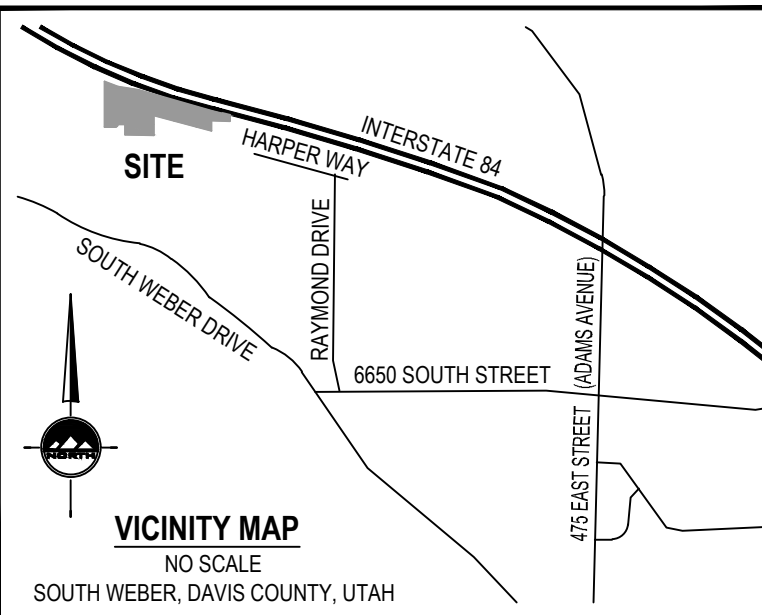 INTERSTATE 84
HARPER WAY
SITE
RAYMOND DRIVE
SOUTH WEBER DRIVE
475 EAST STREET (ADAMS AVENUE)
6650 SOUTH STREET
NORTH
VICINITY MAP
NO SCALE
SOUTH WEBER, DAVIS COUNTY, UTAH